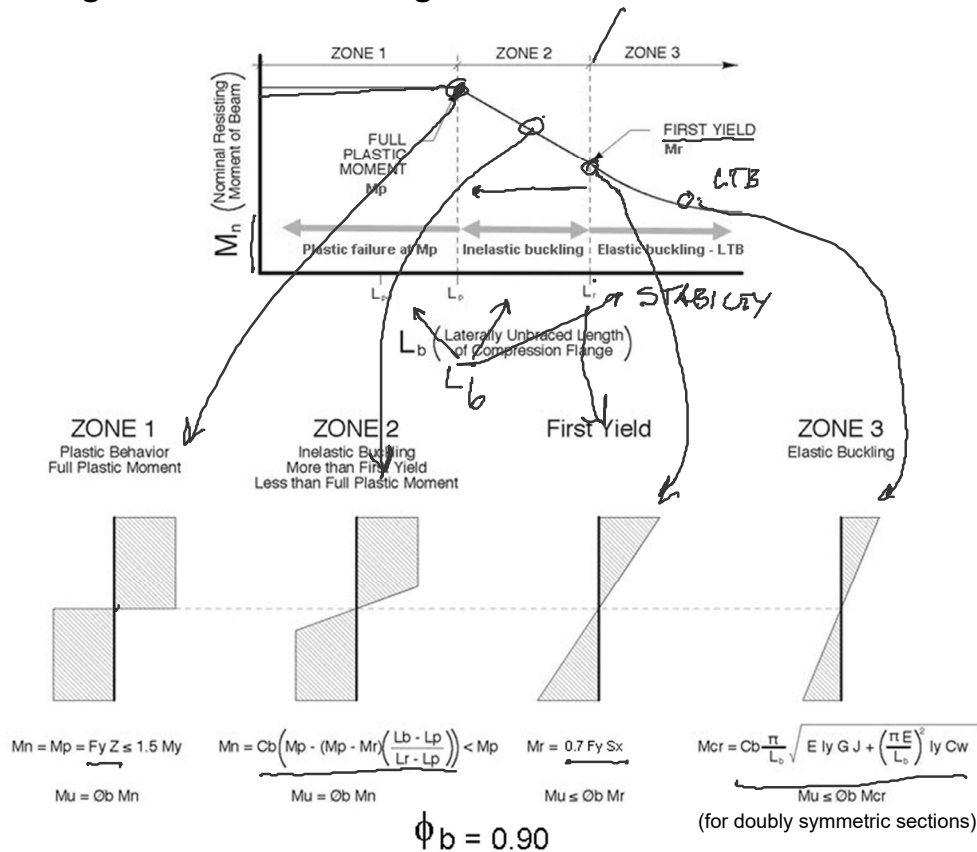 ZONE 1 ZONE 2 ZONE 3
Mn (Nominal Resisting
Moment of Beam)
FULL
PLASTIC
MOMENT
Mp
FIRST YIELD
Mr
LTB
Plastic failure at Mp Inelastic buckling Elastic buckling - LTB
Lp Lr STABILITY
Lb (Laterally Unbraced Length
of Compression Flange)
Lb
ZONE 1
Plastic Behavior
Full Plastic Moment
ZONE 2
Inelastic Buckling
More than First Yield
Less than Full Plastic Moment
First Yield
ZONE 3
Elastic Buckling
Mn = Mp = Fy Z ≤ 1.5 My
Mu = Øb Mn
Mn = Cb(Mp - (Mp - Mr)(Lb - Lp / Lr - Lp)) < Mp
Mu = Øb Mn
Mr = 0.7 Fy Sx
Mu ≤ Øb Mr
Mcr = Cb π/Lb √ E Iy G J + (π E / Lb)² Iy Cw
Mu ≤ Øb Mcr
(for doubly symmetric sections)
ϕb = 0.90